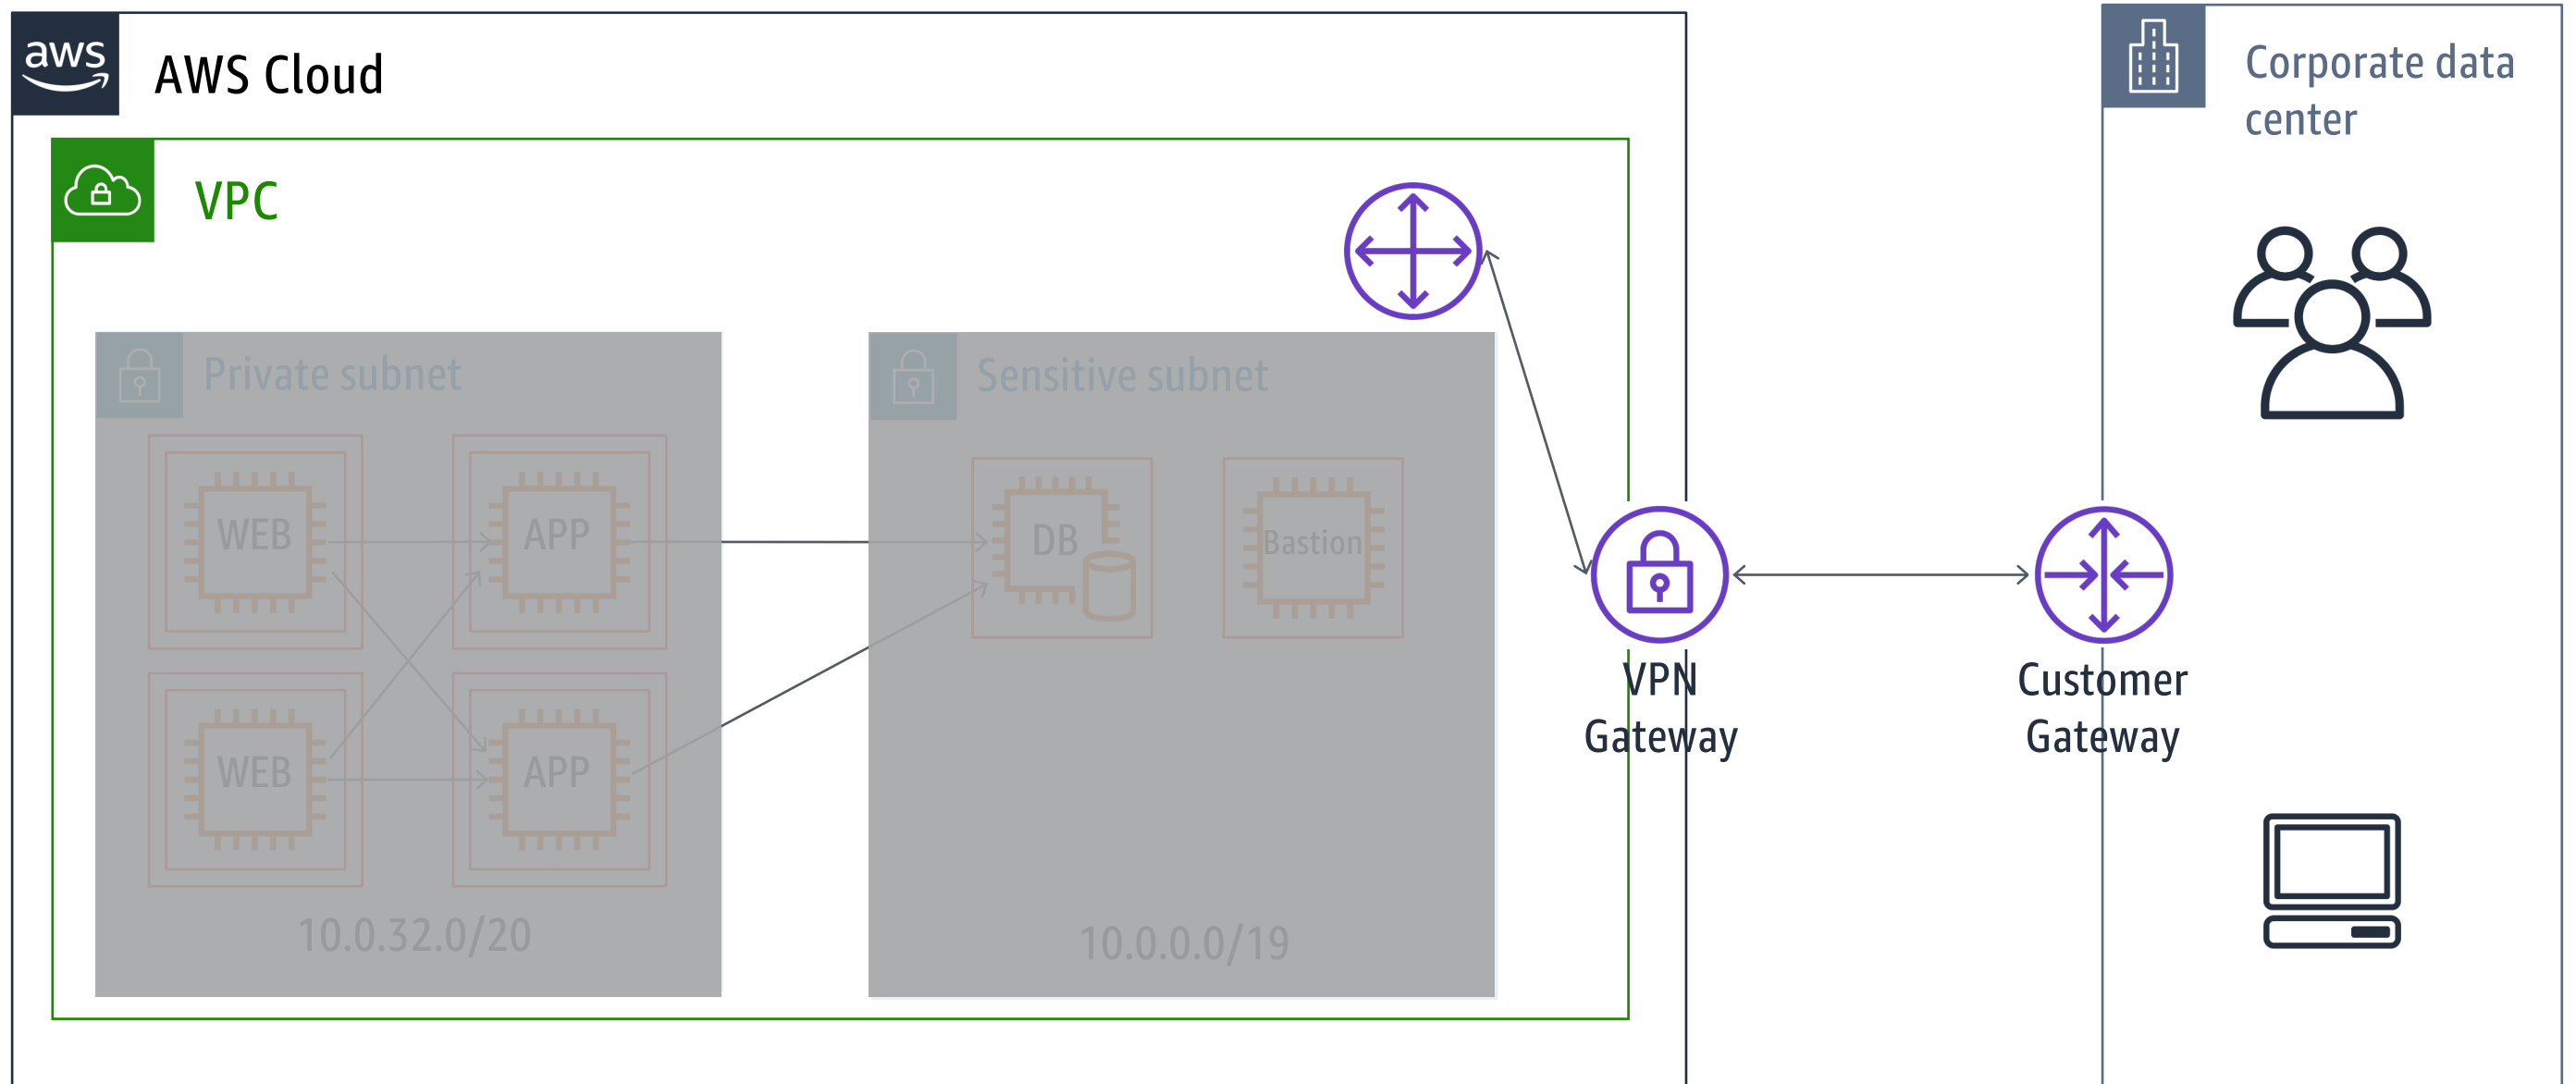 aws
AWS Cloud
Corporate data
center
VPC
Private subnet
Sensitive subnet
WEB
APP
DB
Bastion
WEB
APP
VPN
Gateway
Customer
Gateway
10.0.32.0/20
10.0.0.0/19